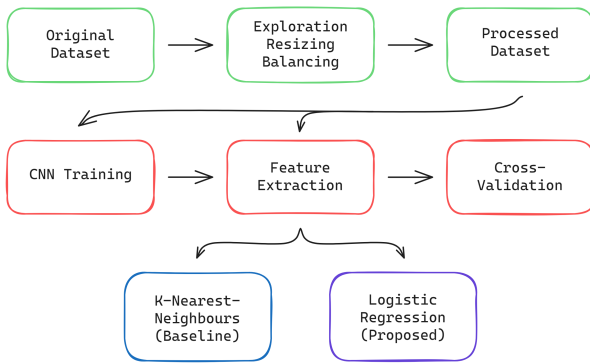 Original
Dataset
Exploration
Resizing
Balancing
Processed
Dataset
CNN Training
Feature
Extraction
Cross-
Validation
K-Nearest-
Neighbours
(Baseline)
Logistic
Regression
(Proposed)